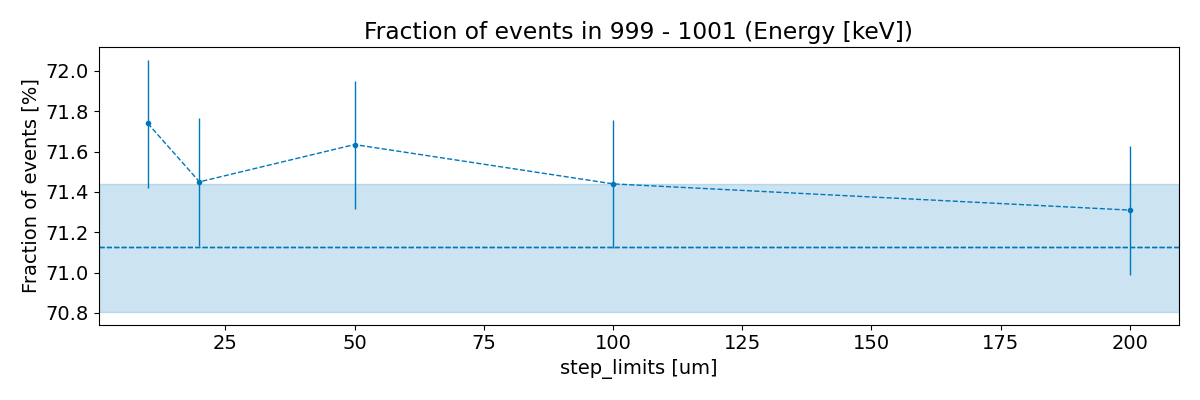 Fraction of events in 999 - 1001 (Energy [keV])
Fraction of events [%]
72.0
71.8
71.6
71.4
71.2
71.0
70.8
25 50 75 100 125 150 175 200
step_limits [um]